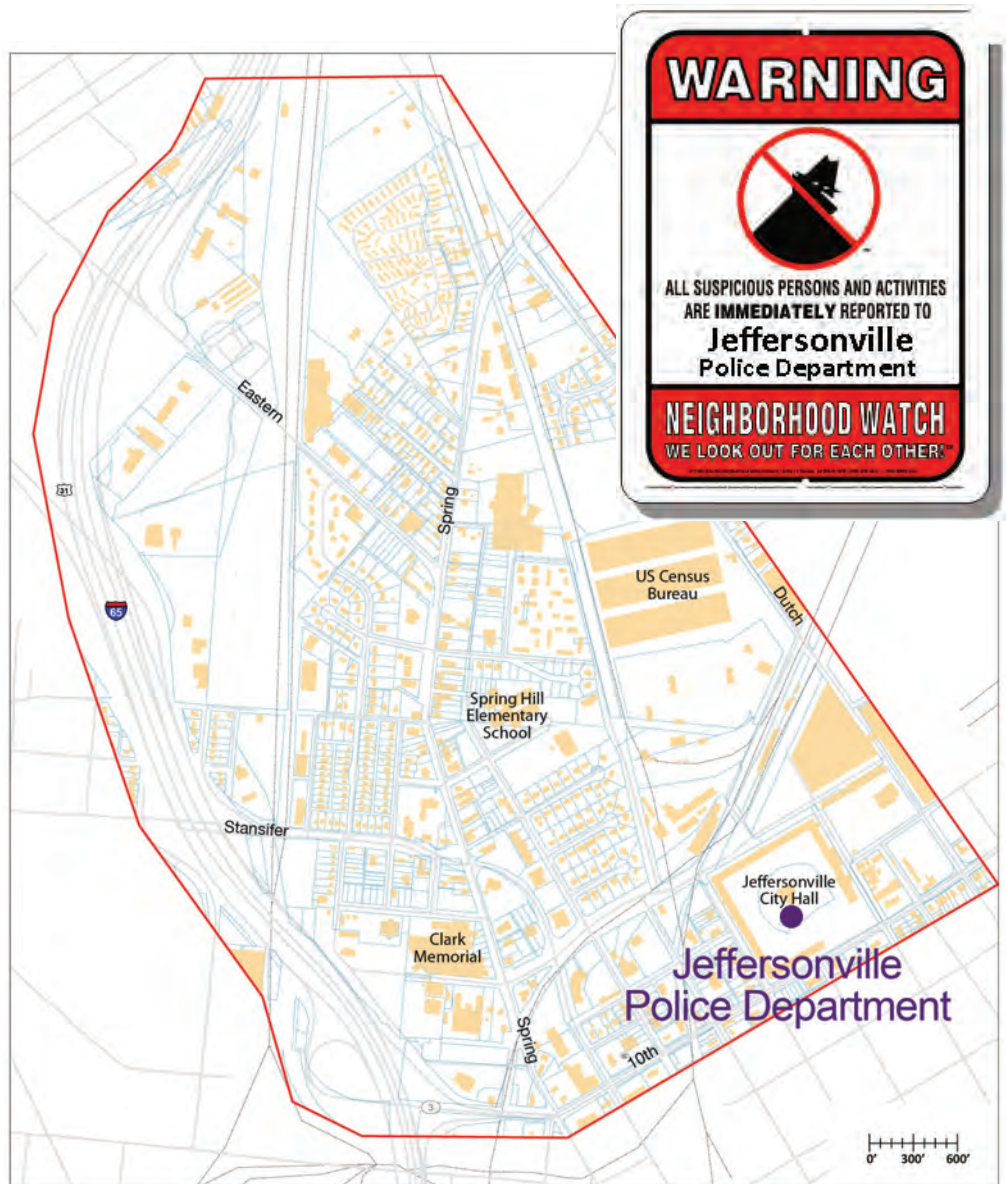 WARNING
ALL SUSPICIOUS PERSONS AND ACTIVITIES
ARE IMMEDIATELY REPORTED TO
Jeffersonville
Police Department
NEIGHBORHOOD WATCH
WE LOOK OUT FOR EACH OTHER!
Eastern
31
Spring
US Census
Bureau
Dutch
65
Spring Hill
Elementary
School
Stansifer
Jeffersonville
City Hall
Clark
Memorial
Jeffersonville
Police Department
Spring
10th
3
0' 300' 600'